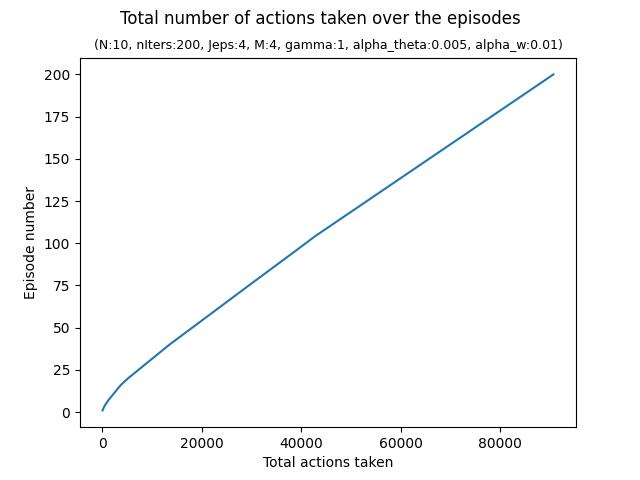 Total number of actions taken over the episodes
(N:10, nIters:200, Jeps:4, M:4, gamma:1, alpha_theta:0.005, alpha_w:0.01)
200
175
150
125
100
75
50
25
0
Episode number
0 20000 40000 60000 80000
Total actions taken